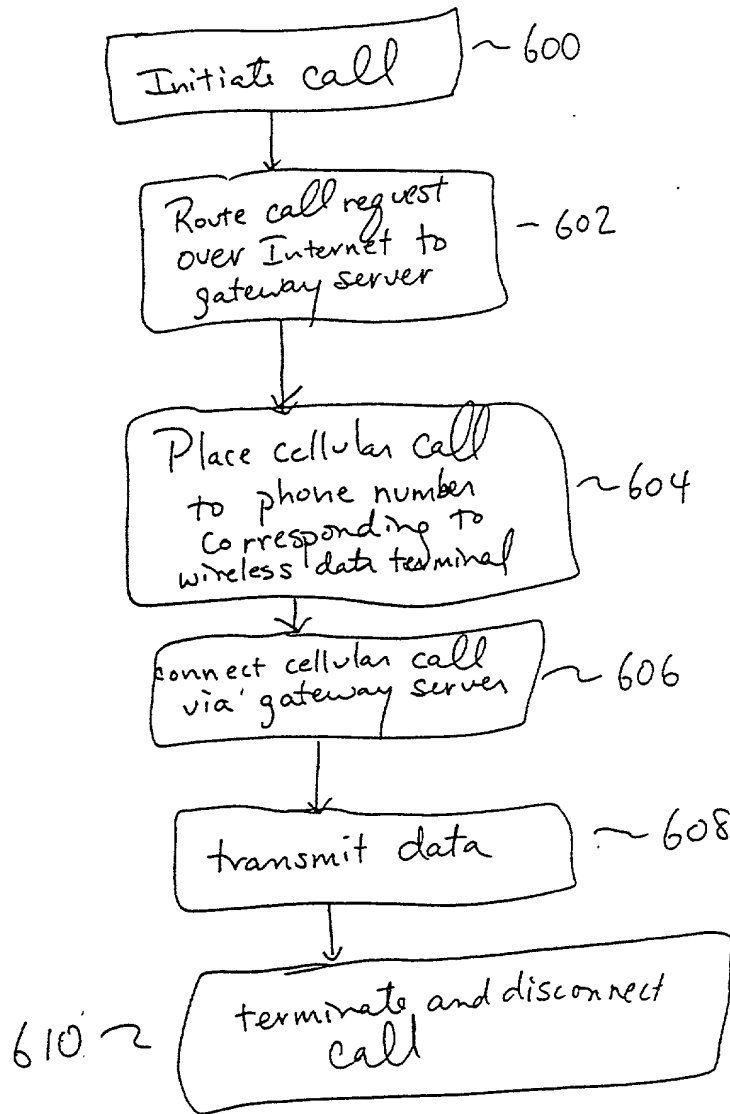 Initiate call
~ 600
Route call request
over Internet to
gateway server
~ 602
Place cellular call
to phone number
corresponding to
wireless data terminal
~ 604
connect cellular call
via gateway server
~ 606
transmit data
~ 608
terminate and disconnect
call
610 ~